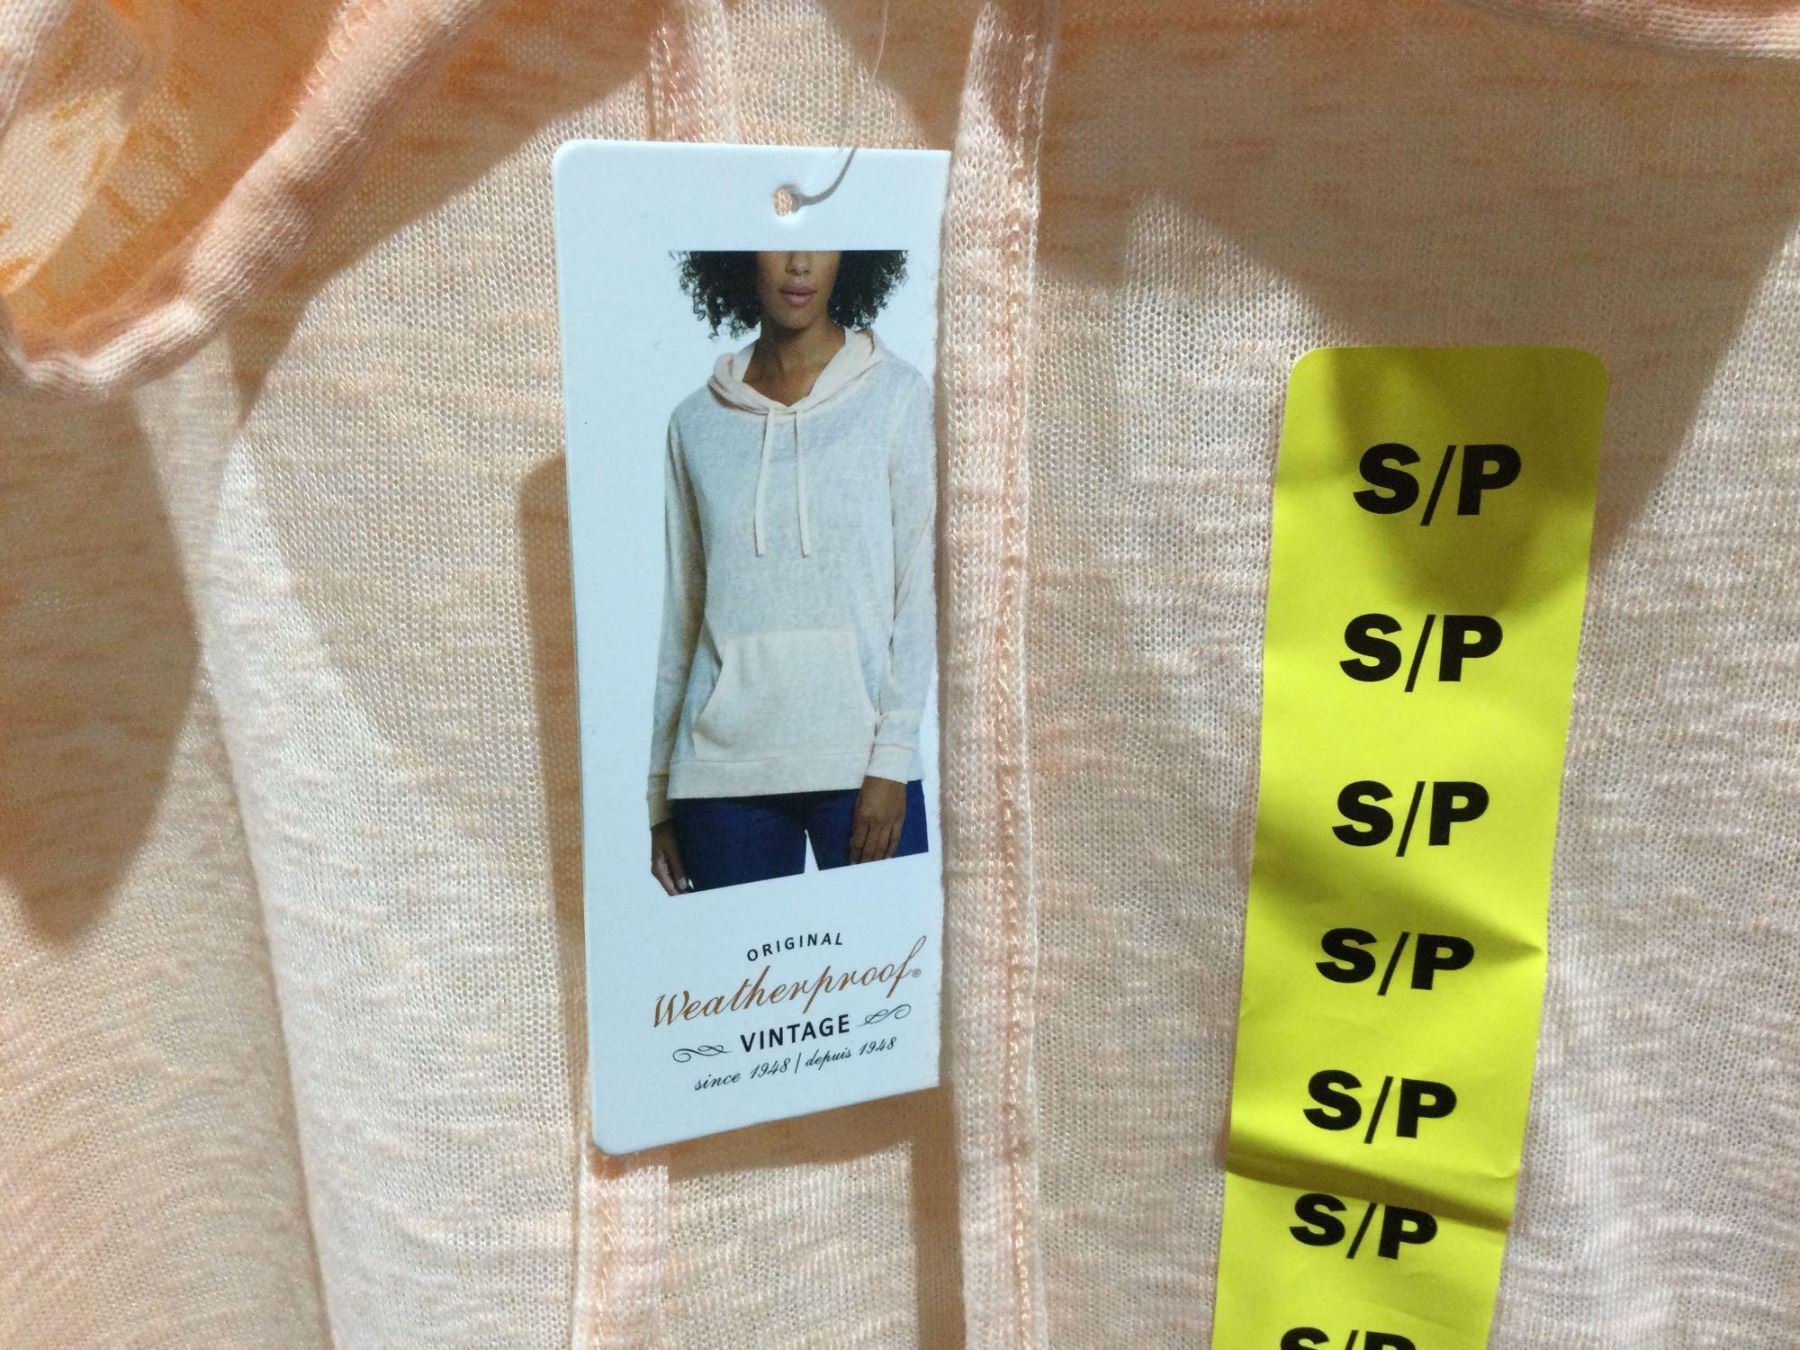 ORIGINAL
Weatherproof®
VINTAGE
since 1948 | depuis 1948
S/P
S/P
S/P
S/P
S/P
S/P
S/P